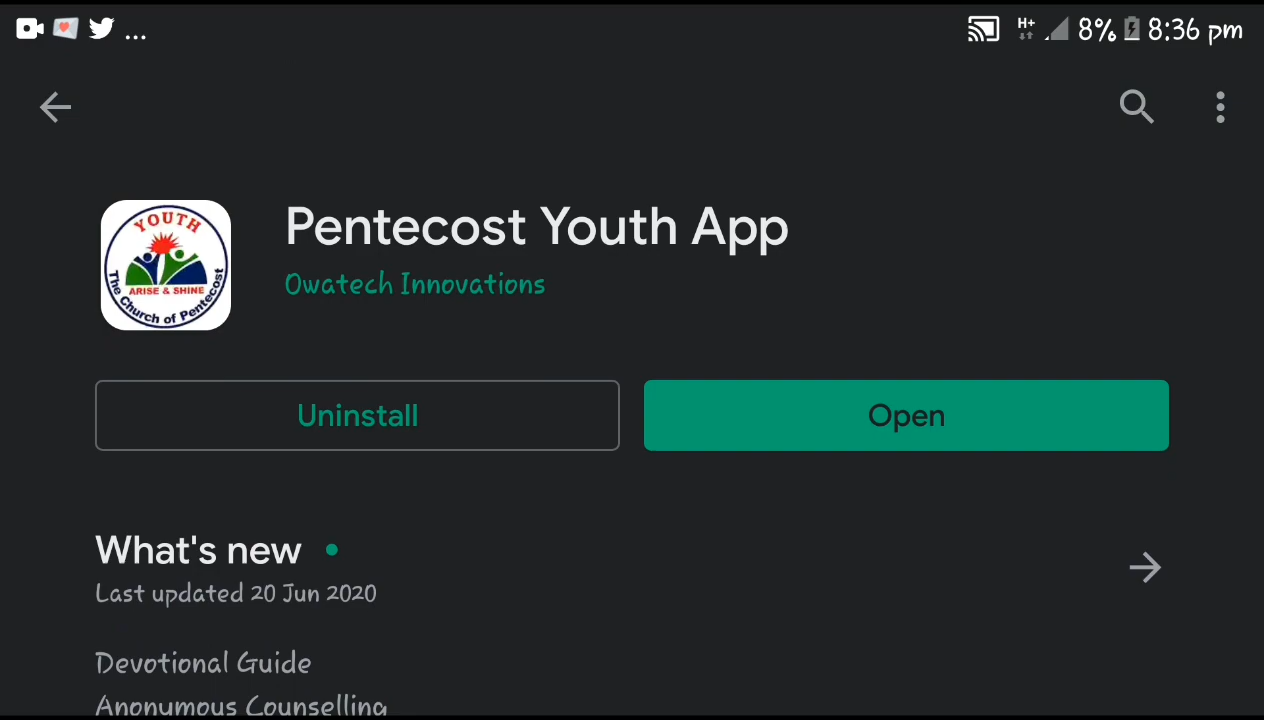 ... H+ 8% 8:36 pm
YOUTH
ARISE & SHINE
The Church of Pentecost
Pentecost Youth App
Owatech Innovations
Uninstall
Open
What's new
Last updated 20 Jun 2020
Devotional Guide
Anonymous Counselling